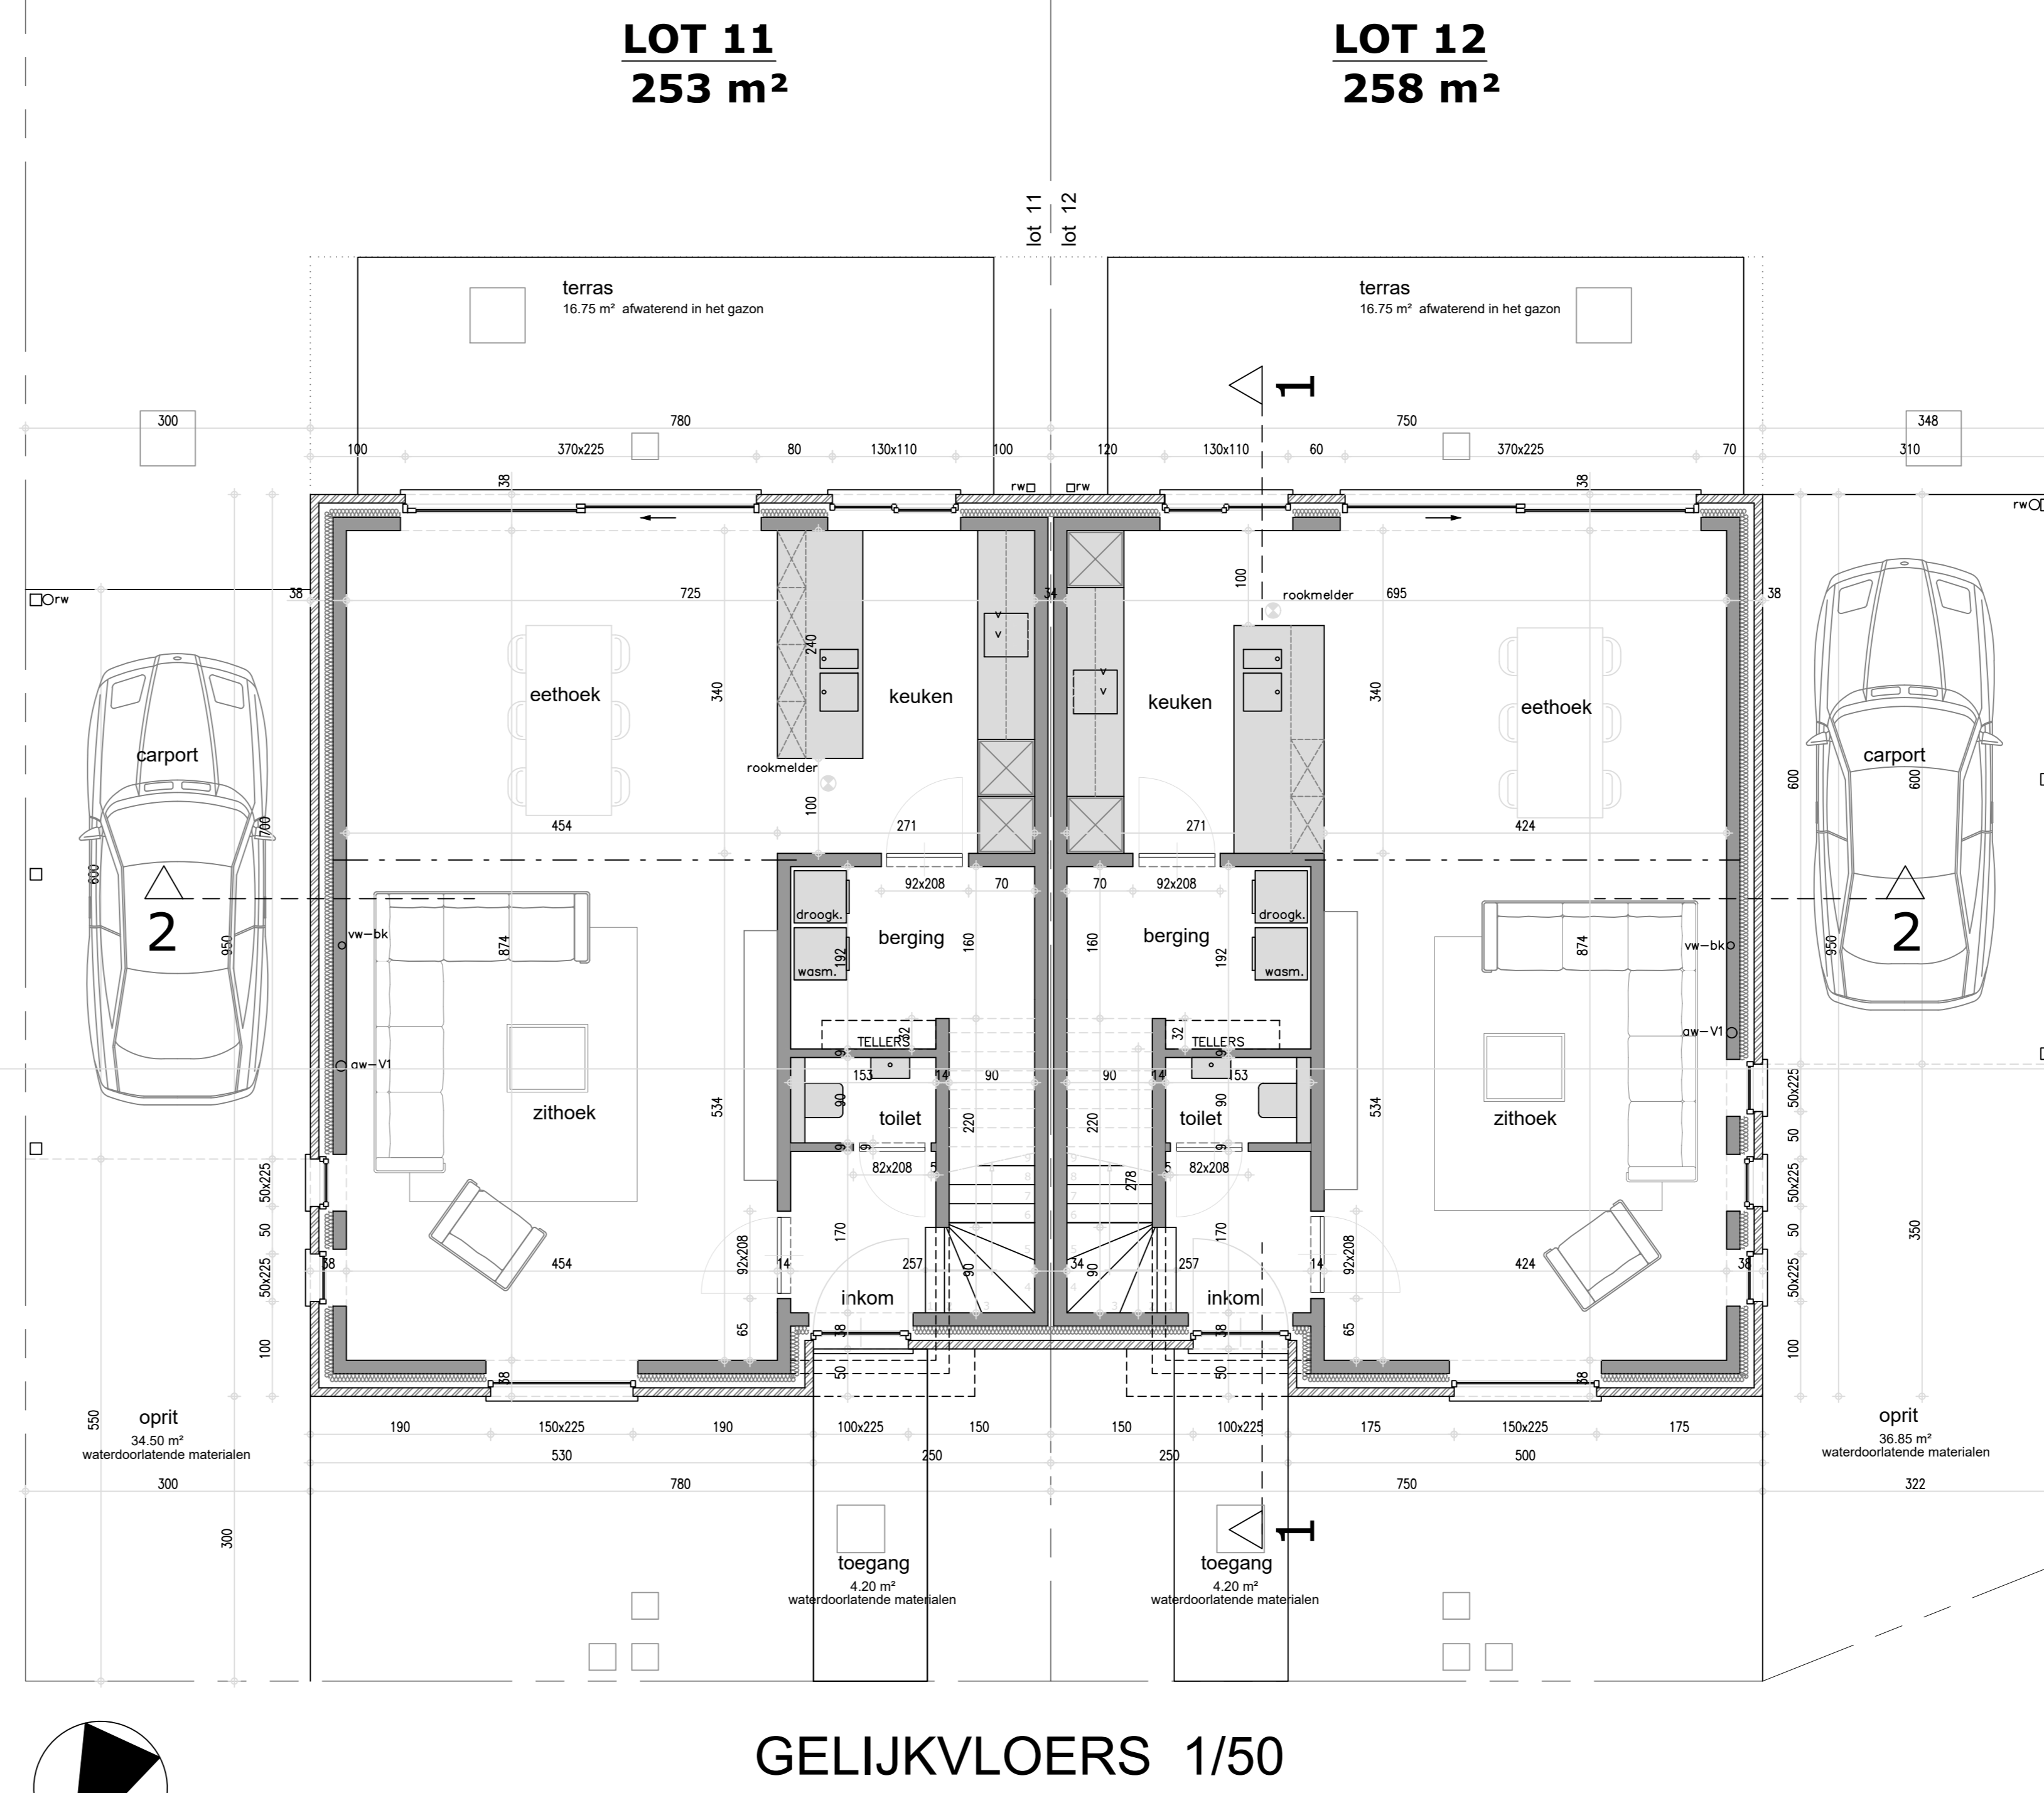 LOT 11
253 m²
LOT 12
258 m²
lot 11
lot 12
terras
16.75 m² afwaterend in het gazon
terras
16.75 m² afwaterend in het gazon
1
300
780
750
348
100
370x225
80
130x110
100
120
130x110
60
370x225
70
310
38
38
rw
rw
rw
rw
38
725
34
rookmelder
695
38
100
240
340
340
eethoek
keuken
keuken
eethoek
carport
carport
rookmelder
600
600
700
100
454
271
271
424
600
92x208
70
70
92x208
droogk.
droogk.
2
vw-bk
874
berging
160
160
berging
874
vw-bk
2
950
192
192
950
wasm.
wasm.
32
32
TELLERS
TELLERS
aw-V1
aw-V1
9
9
153
14
90
90
14
153
534
90
90
534
50x225
zithoek
toilet
220
220
toilet
zithoek
50
9
9
9
82x208
5
5
82x208
278
50x225
50x225
50
170
170
50
350
92x208
92x208
50x225
38
454
14
257
90
34
90
257
14
424
38
50x225
inkom
inkom
100
65
38
38
65
100
38
50
50
38
oprit
34.50 m²
waterdoorlatende materialen
550
190
150x225
190
100x225
150
150
100x225
175
150x225
175
oprit
36.85 m²
waterdoorlatende materialen
530
250
250
500
300
780
750
322
300
1
toegang
4.20 m²
waterdoorlatende materialen
toegang
4.20 m²
waterdoorlatende materialen
GELIJKVLOERS 1/50